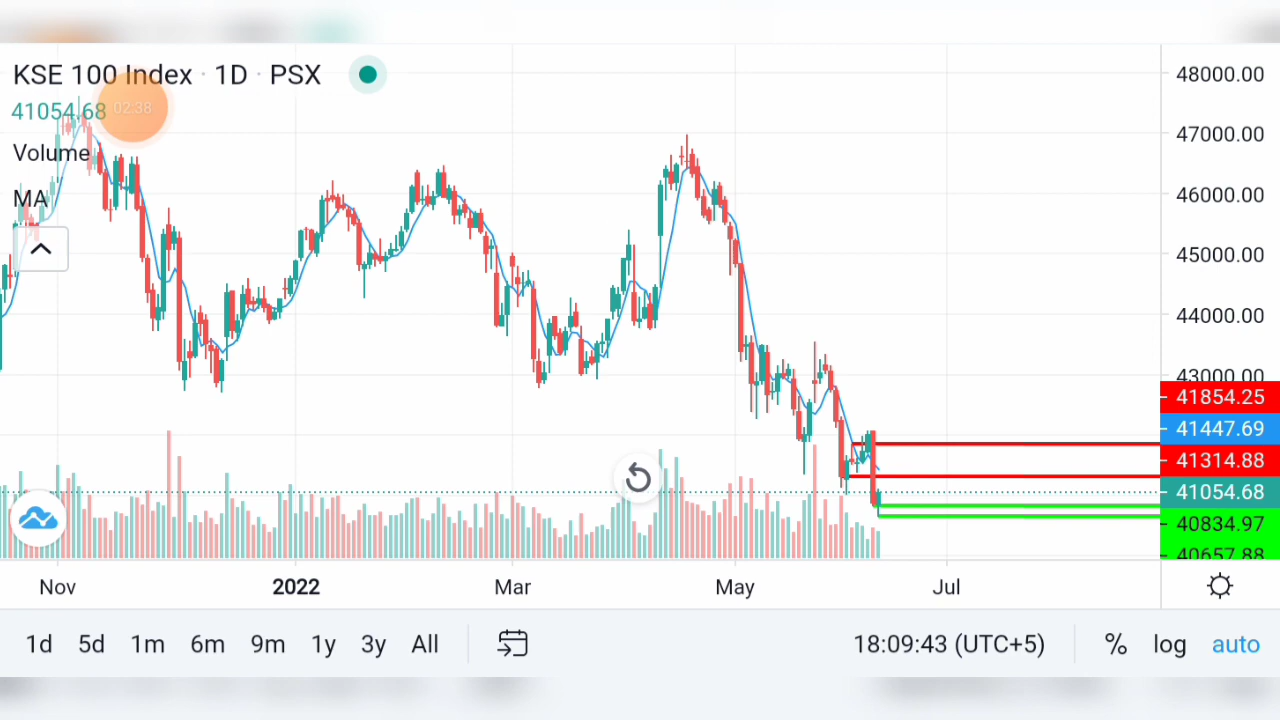 KSE 100 Index · 1D · PSX
41054.68
02:38
Volume
MA
48000.00
47000.00
46000.00
45000.00
44000.00
43000.00
41854.25
41447.69
41314.88
41054.68
40834.97
40657.88
Nov 2022 Mar May Jul
1d 5d 1m 6m 9m 1y 3y All 18:09:43 (UTC+5) % log auto